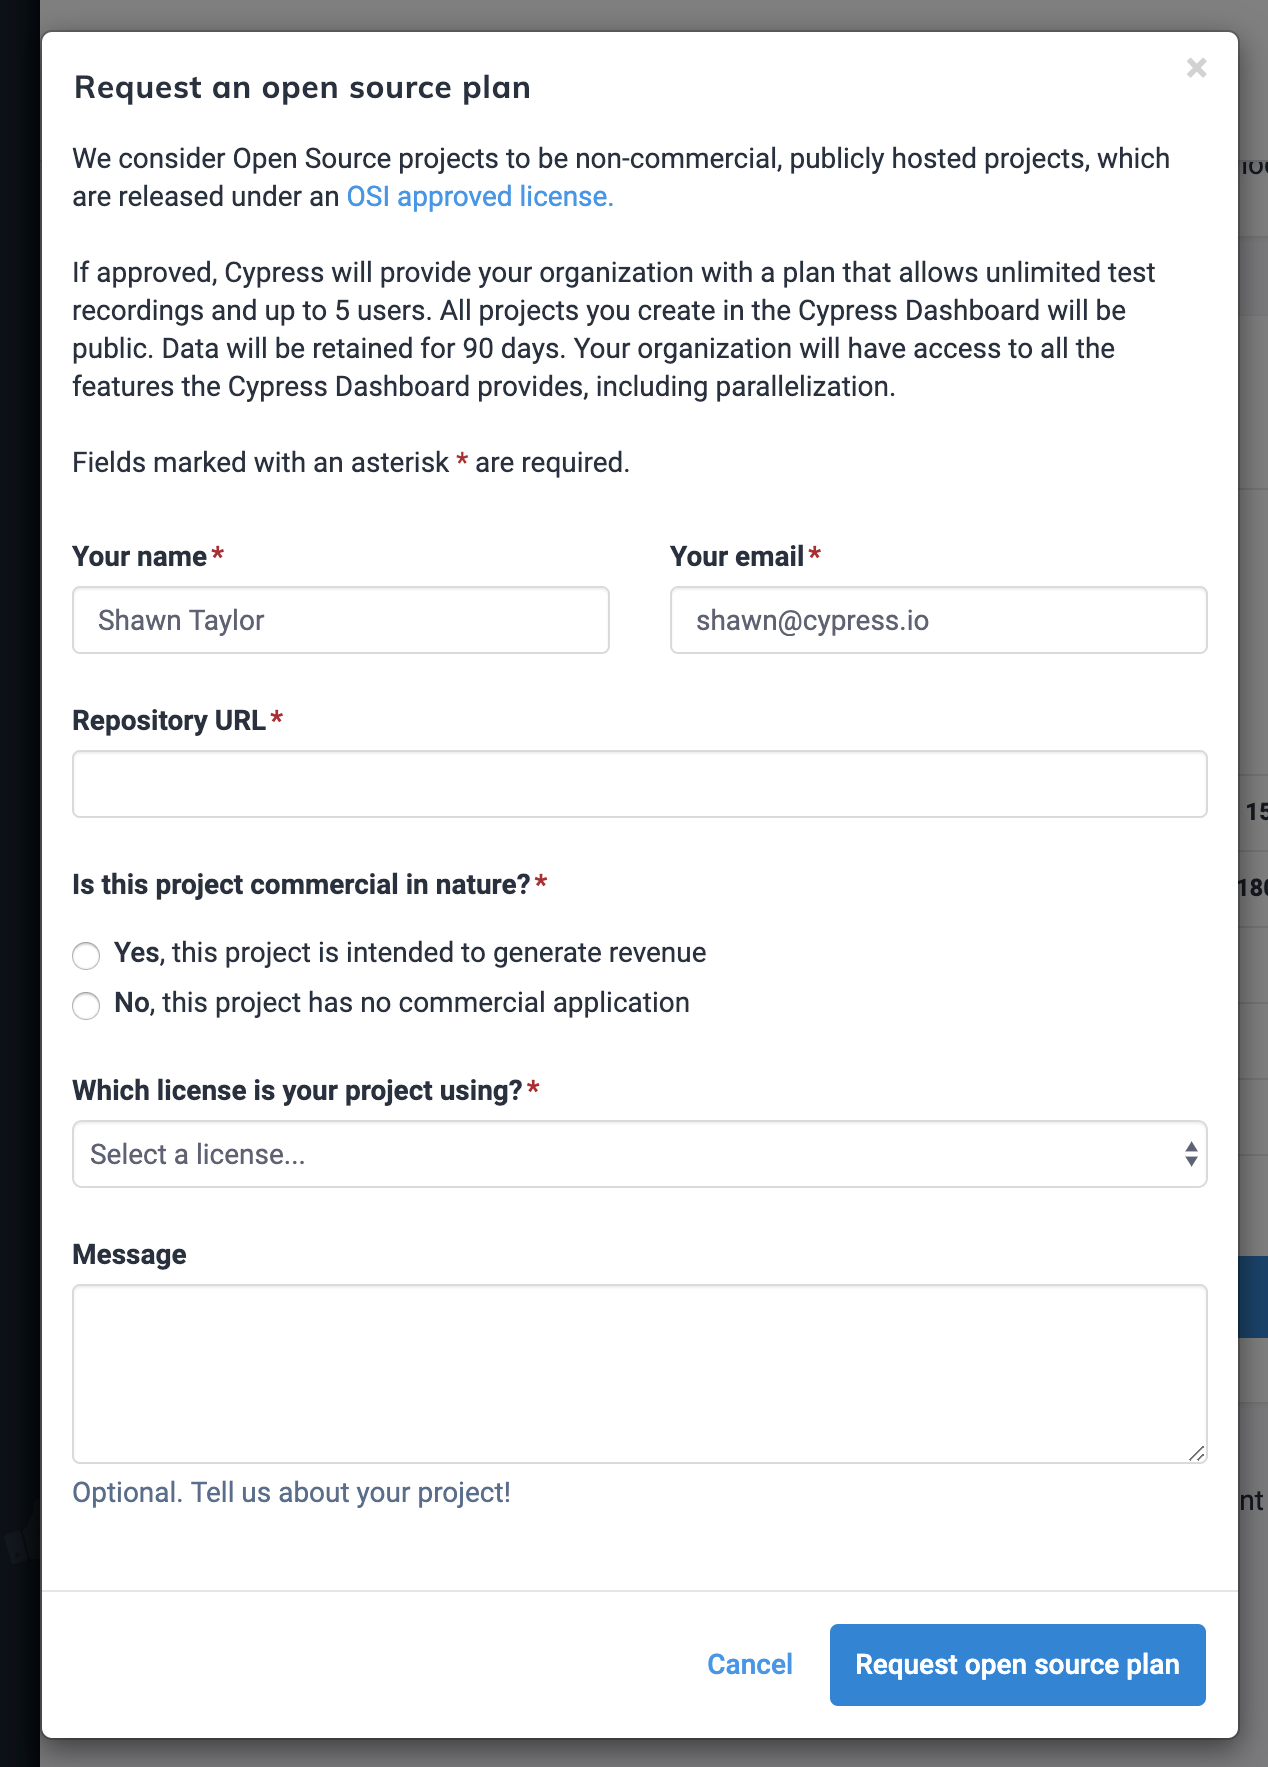 Request an open source plan
×
We consider Open Source projects to be non-commercial, publicly hosted projects, which
are released under an OSI approved license.
If approved, Cypress will provide your organization with a plan that allows unlimited test
recordings and up to 5 users. All projects you create in the Cypress Dashboard will be
public. Data will be retained for 90 days. Your organization will have access to all the
features the Cypress Dashboard provides, including parallelization.
Fields marked with an asterisk * are required.
Your name*
Your email*
Shawn Taylor
shawn@cypress.io
Repository URL*
Is this project commercial in nature?*
Yes, this project is intended to generate revenue
No, this project has no commercial application
Which license is your project using?*
Select a license...
Message
Optional. Tell us about your project!
Cancel
Request open source plan